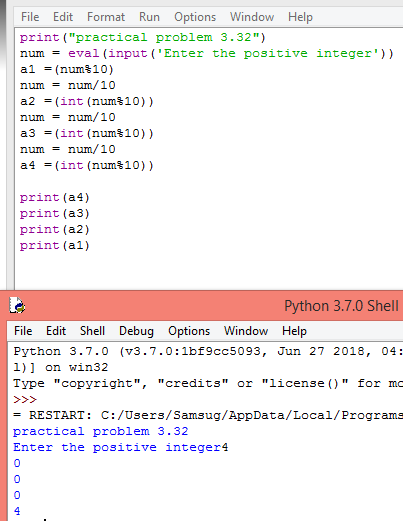 File Edit Format Run Options Window Help
print("practical problem 3.32")
num = eval(input('Enter the positive integer'))
a1 =(num%10)
num = num/10
a2 =(int(num%10))
num = num/10
a3 =(int(num%10))
num = num/10
a4 =(int(num%10))
print(a4)
print(a3)
print(a2)
print(a1)
Python 3.7.0 Shell
File Edit Shell Debug Options Window Help
Python 3.7.0 (v3.7.0:1bf9cc5093, Jun 27 2018, 04:
l)] on win32
Type "copyright", "credits" or "license()" for mo
>>>
= RESTART: C:/Users/Samsug/AppData/Local/Programs
practical problem 3.32
Enter the positive integer4
0
0
0
4